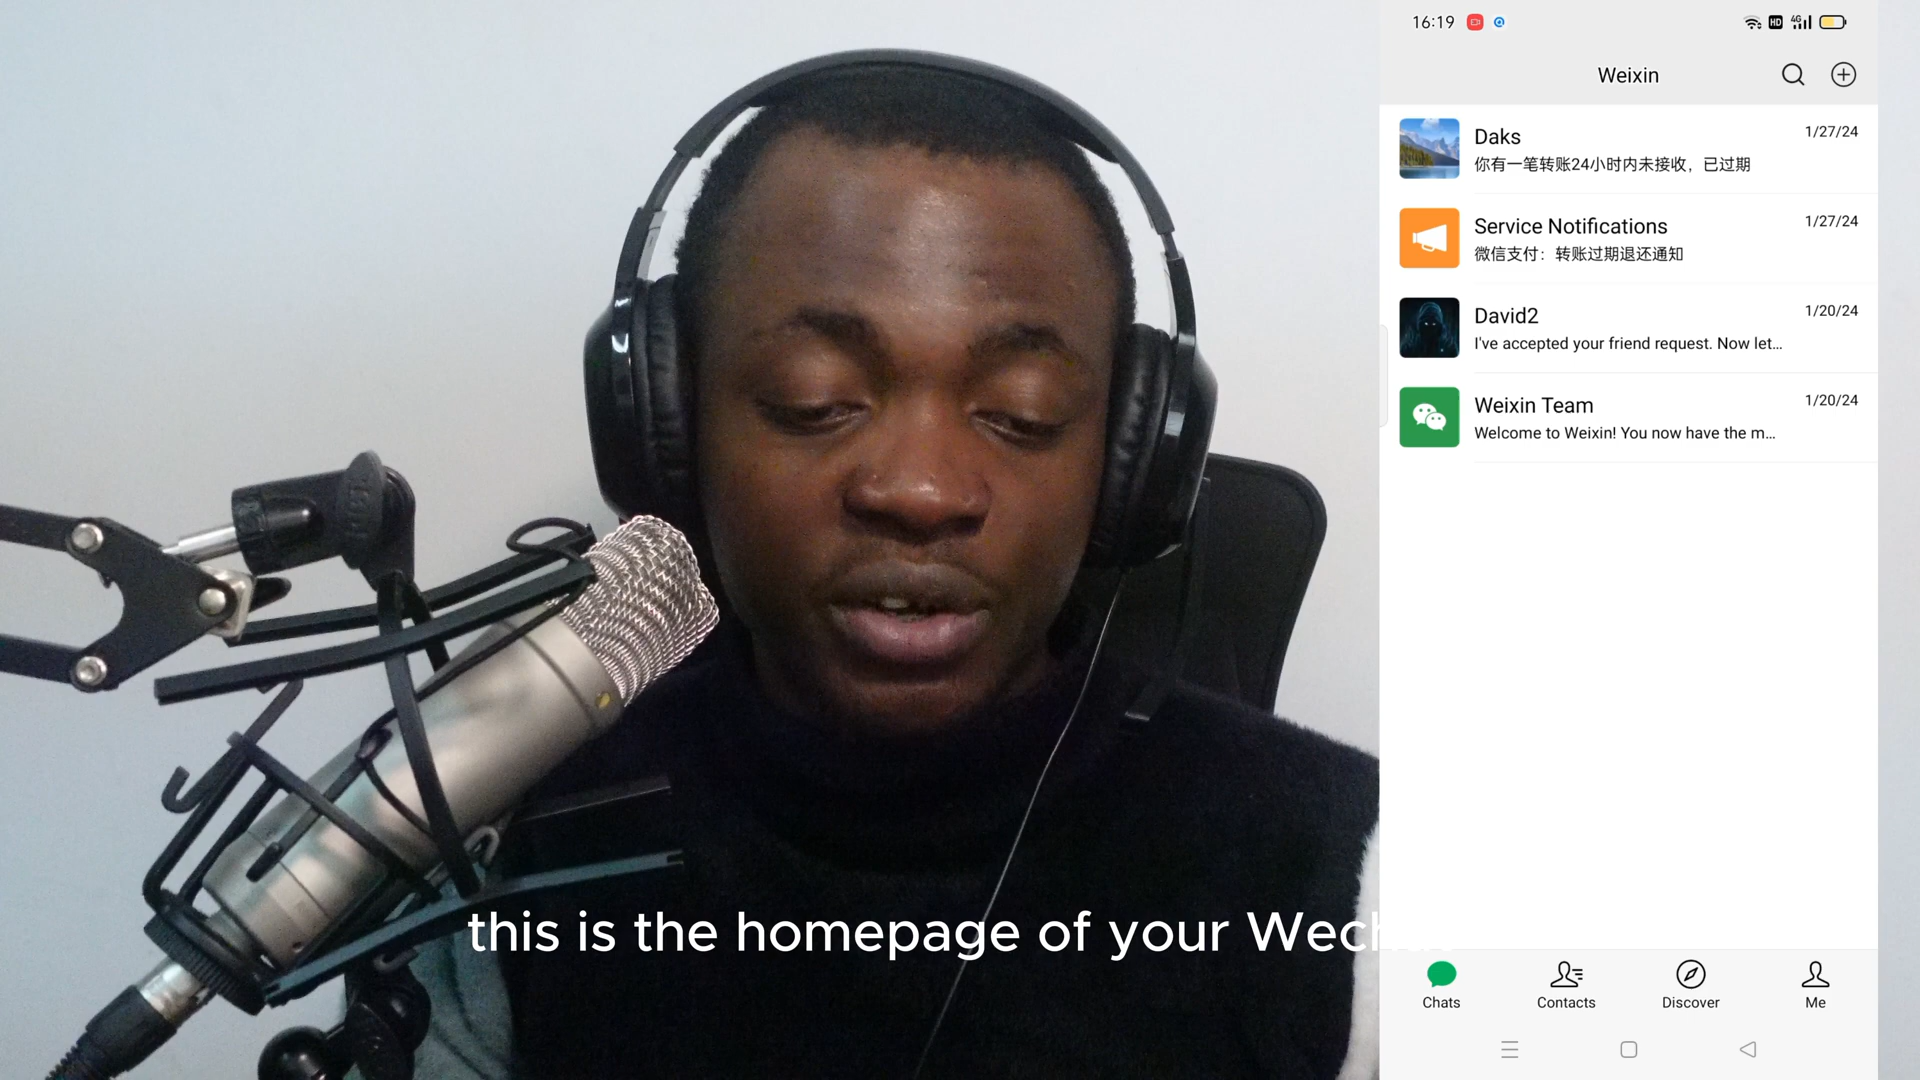 16:19
HD
4G
Weixin
Daks
1/27/24
你有一笔转账24小时内未接收，已过期
Service Notifications
1/27/24
微信支付：转账过期退还通知
David2
1/20/24
I've accepted your friend request. Now let...
Weixin Team
1/20/24
Welcome to Weixin! You now have the m...
this is the homepage of your Wech
Chats
Contacts
Discover
Me